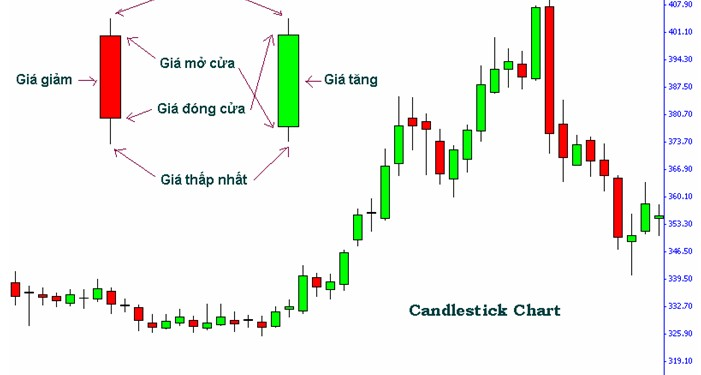 Giá mở cửa
Giá giảm
Giá tăng
Giá đóng cửa
Giá thấp nhất
Candlestick Chart
407.90
401.10
394.30
387.50
380.70
373.70
366.90
360.10
353.30
346.50
339.50
332.70
325.90
319.10